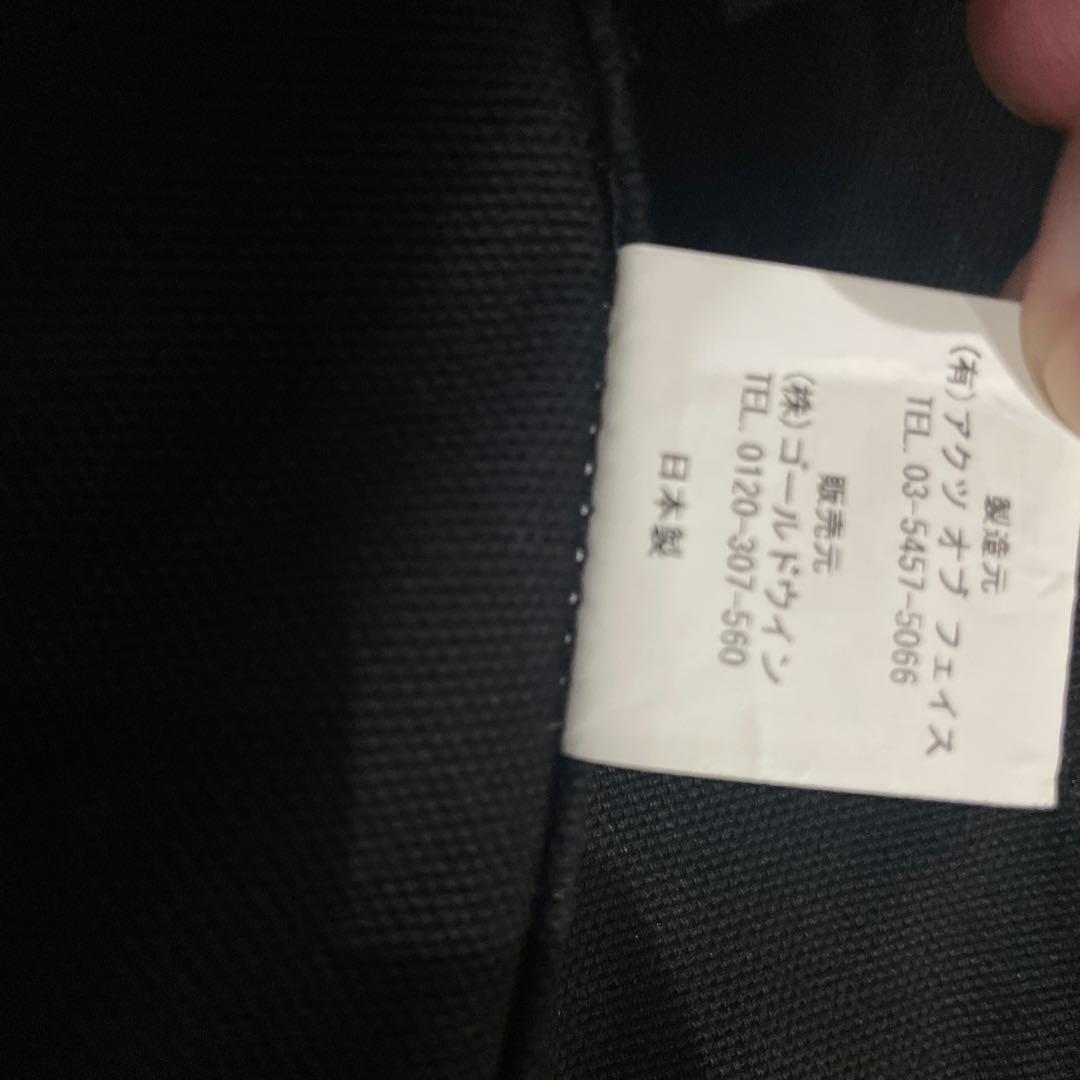 製造元
(有)アクツ オブ フェイス
TEL. 03-5457-5066
販売元
(株)ゴールドウイン
TEL. 0120-307-560
日本製